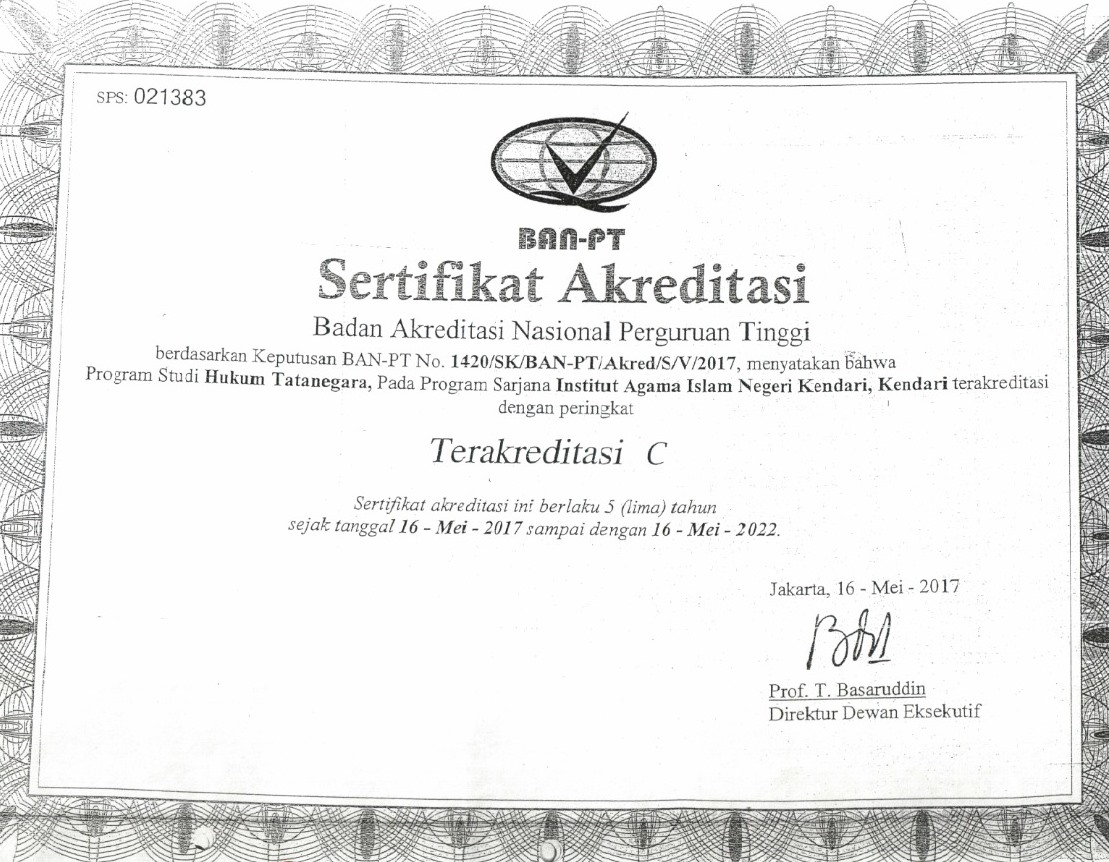 SPS: 021383
BAN-PT
Sertifikat Akreditasi
Badan Akreditasi Nasional Perguruan Tinggi
berdasarkan Keputusan BAN-PT No. 1420/SK/BAN-PT/Akred/S/V/2017, menyatakan bahwa
Program Studi Hukum Tatanegara, Pada Program Sarjana Institut Agama Islam Negeri Kendari, Kendari terakreditasi
dengan peringkat
Terakreditasi C
Sertifikat akreditasi ini berlaku 5 (lima) tahun
sejak tanggal 16 - Mei - 2017 sampai dengan 16 - Mei - 2022.
Jakarta, 16 - Mei - 2017
Prof. T. Basaruddin
Direktur Dewan Eksekutif